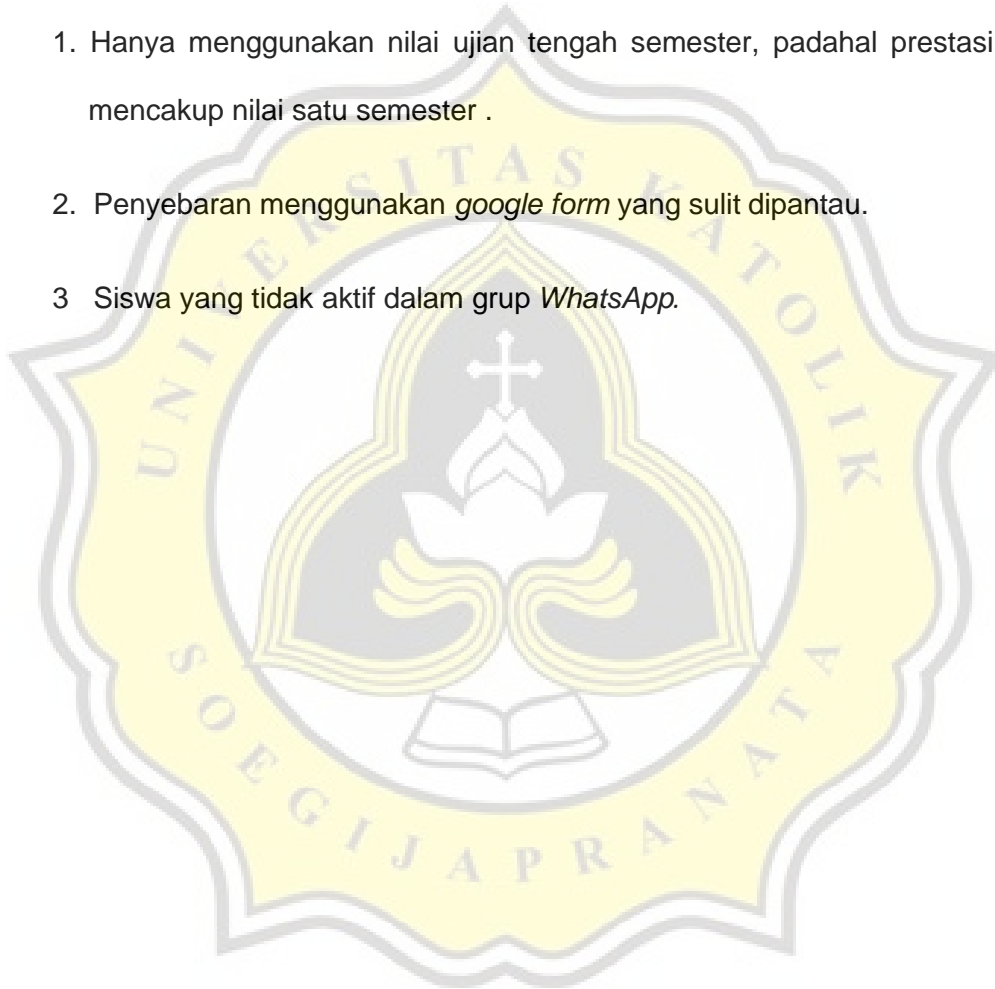 1. Hanya menggunakan nilai ujian tengah semester, padahal prestasi
mencakup nilai satu semester .
2. Penyebaran menggunakan google form yang sulit dipantau.
3 Siswa yang tidak aktif dalam grup WhatsApp.
UNIVERSITAS KATOLIK
SOEGIJAPRANATA